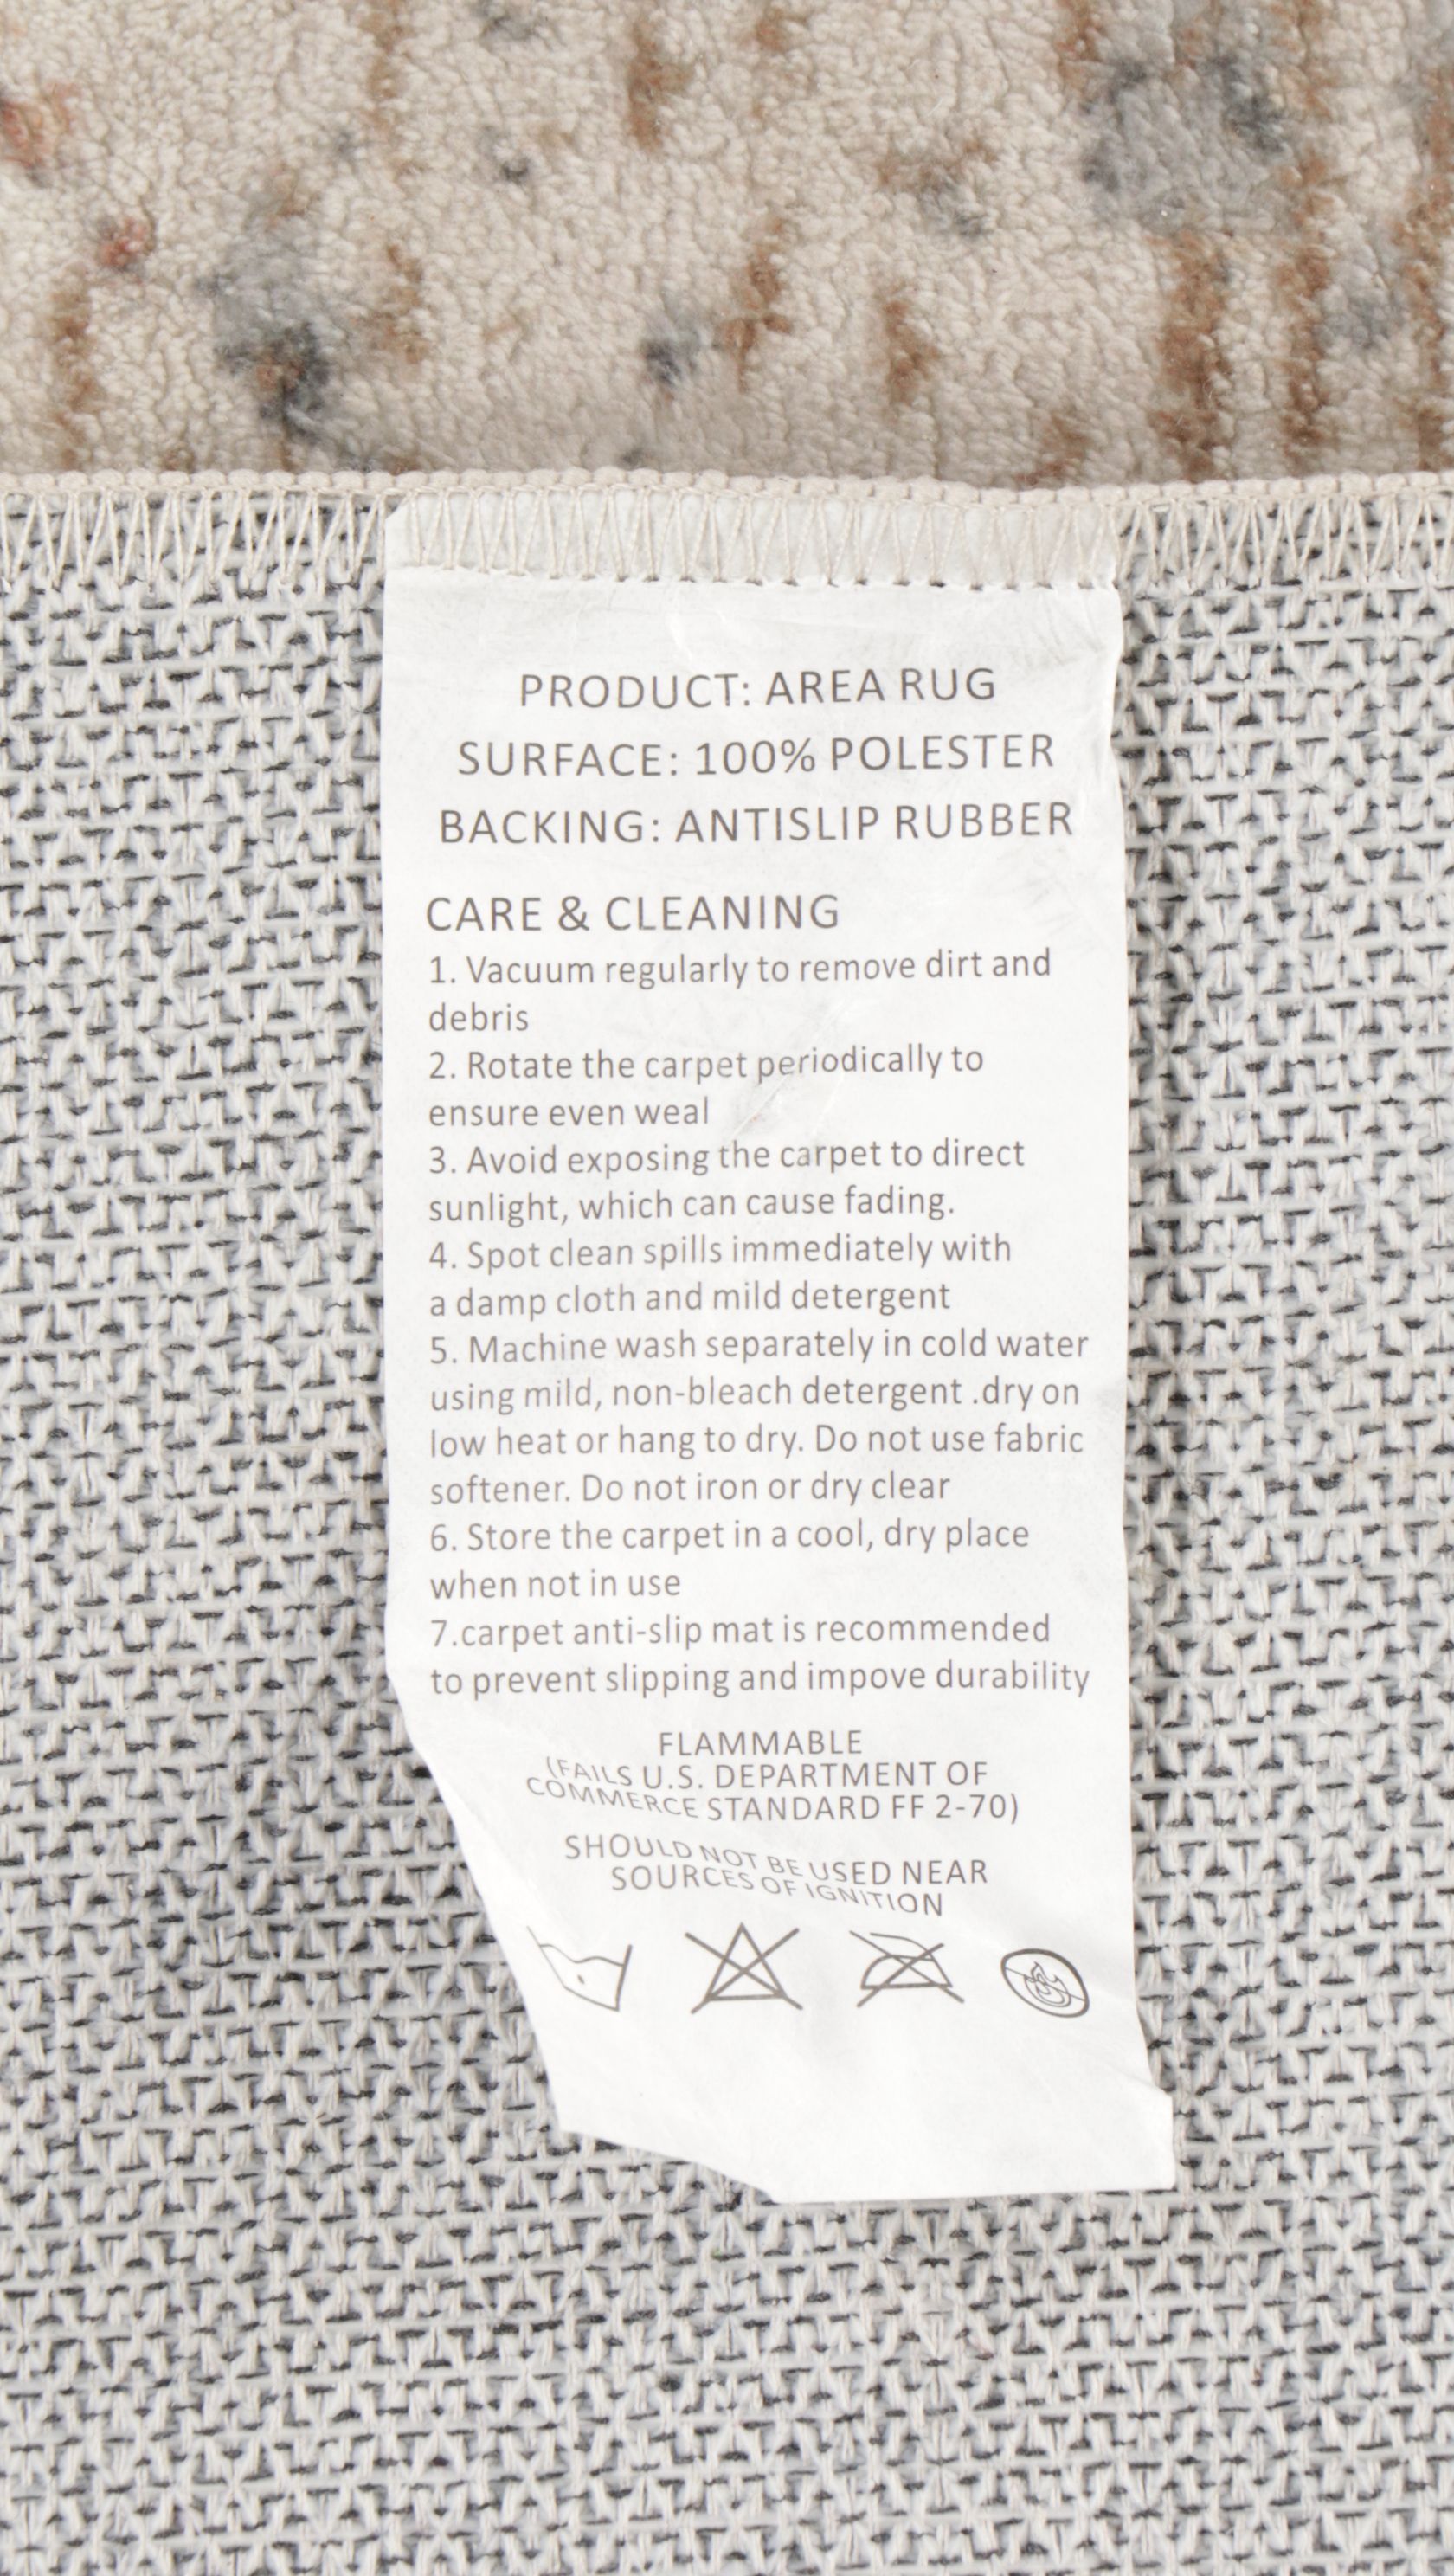 PRODUCT: AREA RUG
SURFACE: 100% POLESTER
BACKING: ANTISLIP RUBBER
CARE & CLEANING
1. Vacuum regularly to remove dirt and
debris
2. Rotate the carpet periodically to
ensure even weal
3. Avoid exposing the carpet to direct
sunlight, which can cause fading.
4. Spot clean spills immediately with
a damp cloth and mild detergent
5. Machine wash separately in cold water
using mild, non-bleach detergent .dry on
low heat or hang to dry. Do not use fabric
softener. Do not iron or dry clear
6. Store the carpet in a cool, dry place
when not in use
7.carpet anti-slip mat is recommended
to prevent slipping and impove durability
FLAMMABLE
(FAILS U.S. DEPARTMENT OF
COMMERCE STANDARD FF 2-70)
SHOULD NOT BE USED NEAR
SOURCES OF IGNITION